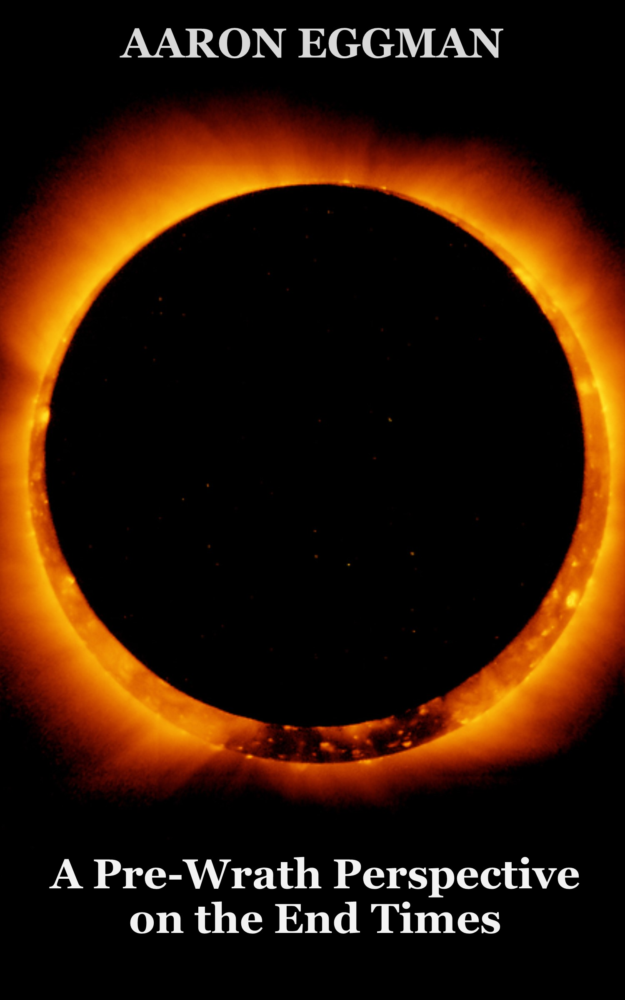 AARON EGGMAN
A Pre-Wrath Perspective
on the End Times